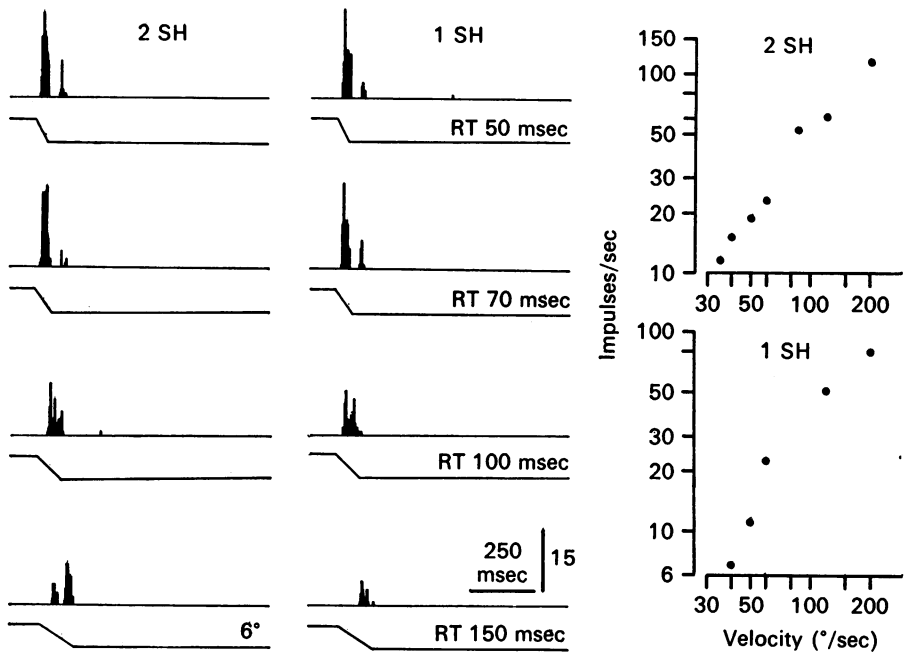 2 SH
1 SH
RT 50 msec
RT 70 msec
RT 100 msec
250
msec
15
6°
RT 150 msec
Impulses/sec
2 SH
150
100
50
30
20
10
30 50 100 200
1 SH
100
50
30
20
10
6
30 50 100 200
Velocity (°/sec)